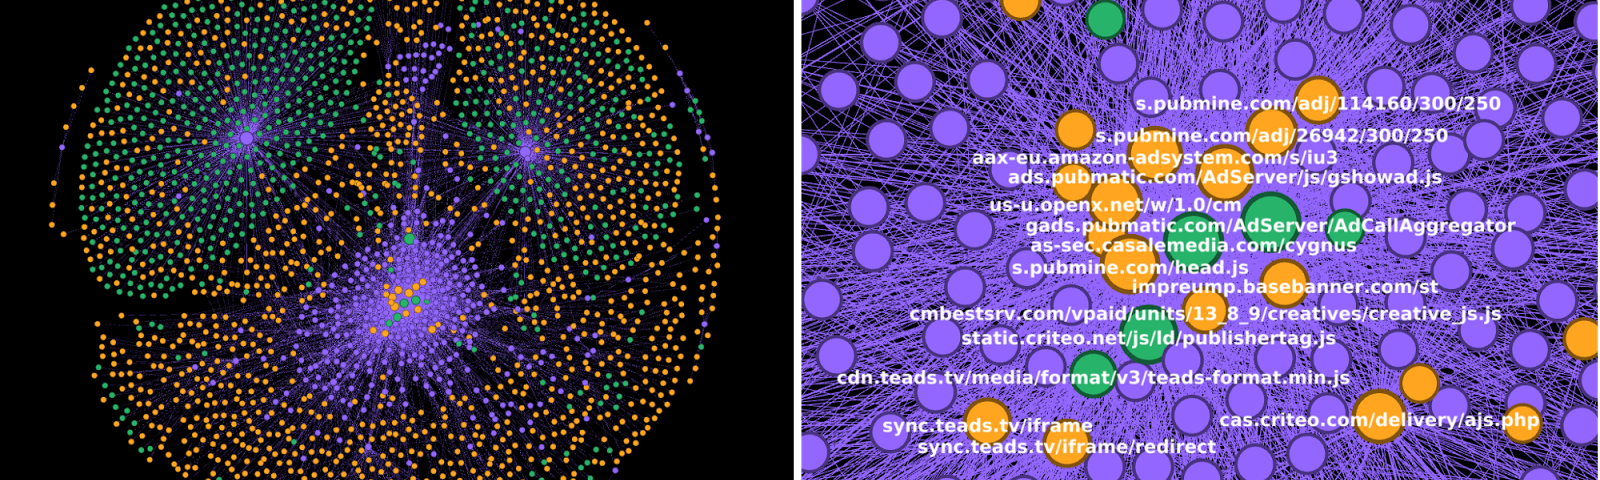 s.pubmine.com/adj/114160/300/250
s.pubmine.com/adj/26942/300/250
aax-eu.amazon-adsystem.com/s/iu3
ads.pubmatic.com/AdServer/js/gshowad.js
us-u.openx.net/w/1.0/cm
gads.pubmatic.com/AdServer/AdCallAggregator
as-sec.casalemedia.com/cygnus
s.pubmine.com/head.js
impreump.basebanner.com/st
cmbestsrv.com/vpaid/units/13_8_9/creatives/creative_js.js
static.criteo.net/js/ld/publishertag.js
cdn.teads.tv/media/format/v3/teads-format.min.js
cas.criteo.com/delivery/ajs.php
sync.teads.tv/iframe
sync.teads.tv/iframe/redirect